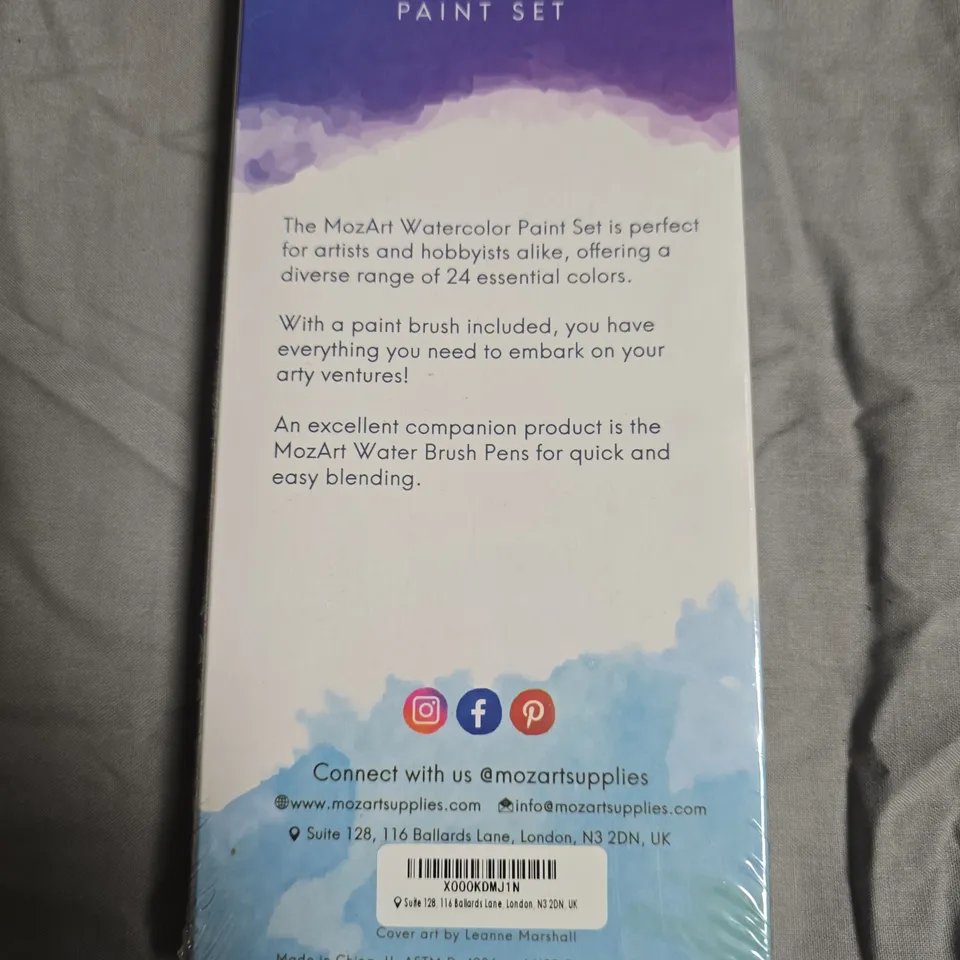 PAINT SET
The MozArt Watercolor Paint Set is perfect
for artists and hobbyists alike, offering a
diverse range of 24 essential colors.
With a paint brush included, you have
everything you need to embark on your
arty ventures!
An excellent companion product is the
MozArt Water Brush Pens for quick and
easy blending.
Connect with us @mozartsupplies
www.mozartsupplies.com info@mozartsupplies.com
Suite 128, 116 Ballards Lane, London, N3 2DN, UK
X000KDMJ1N
Suite 128, 116 Ballards Lane, London, N3 2DN, UK
Cover art by Leanne Marshall
Made in China